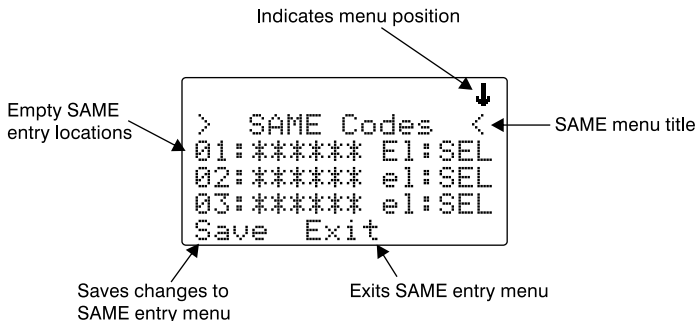 Indicates menu position
Empty SAME
entry locations
> SAME Codes <
SAME menu title
01:****** El:SEL
02:****** el:SEL
03:****** el:SEL
Save Exit
Saves changes to
SAME entry menu
Exits SAME entry menu